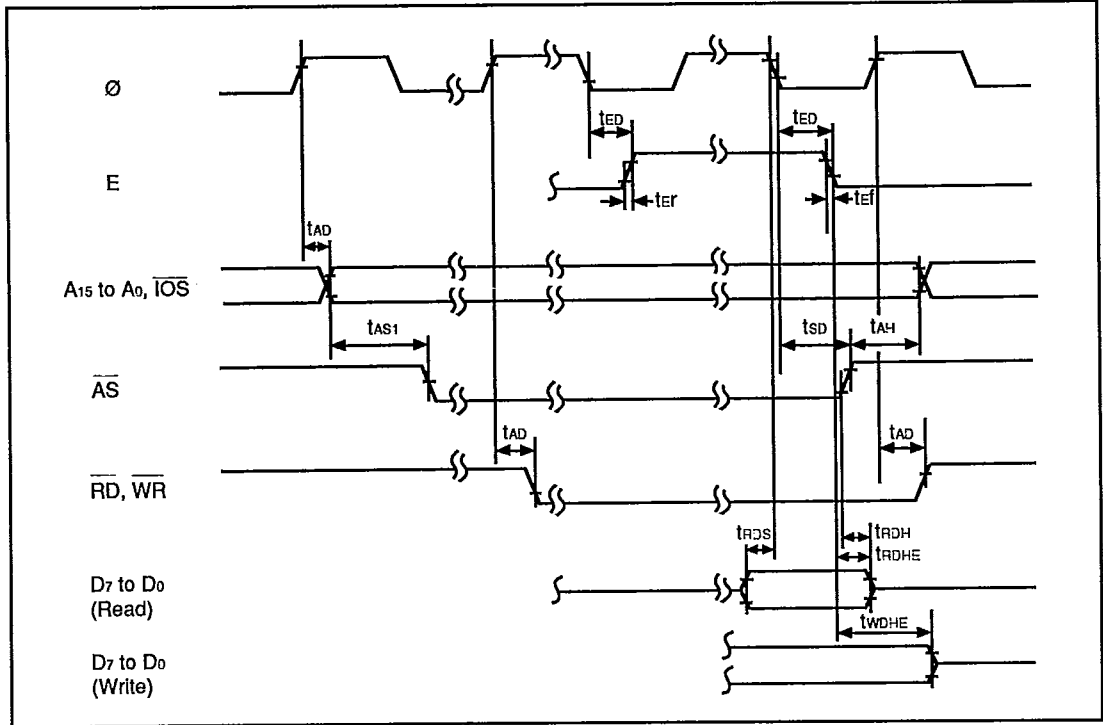 Ø
tED
tED
E
tEr
tEf
tAD
A15 to A0, IOS
tAS1
tSD
tAH
AS
tAD
tAD
RD, WR
tRDS
tRDH
tRDHE
D7 to D0
(Read)
tWDHE
D7 to D0
(Write)